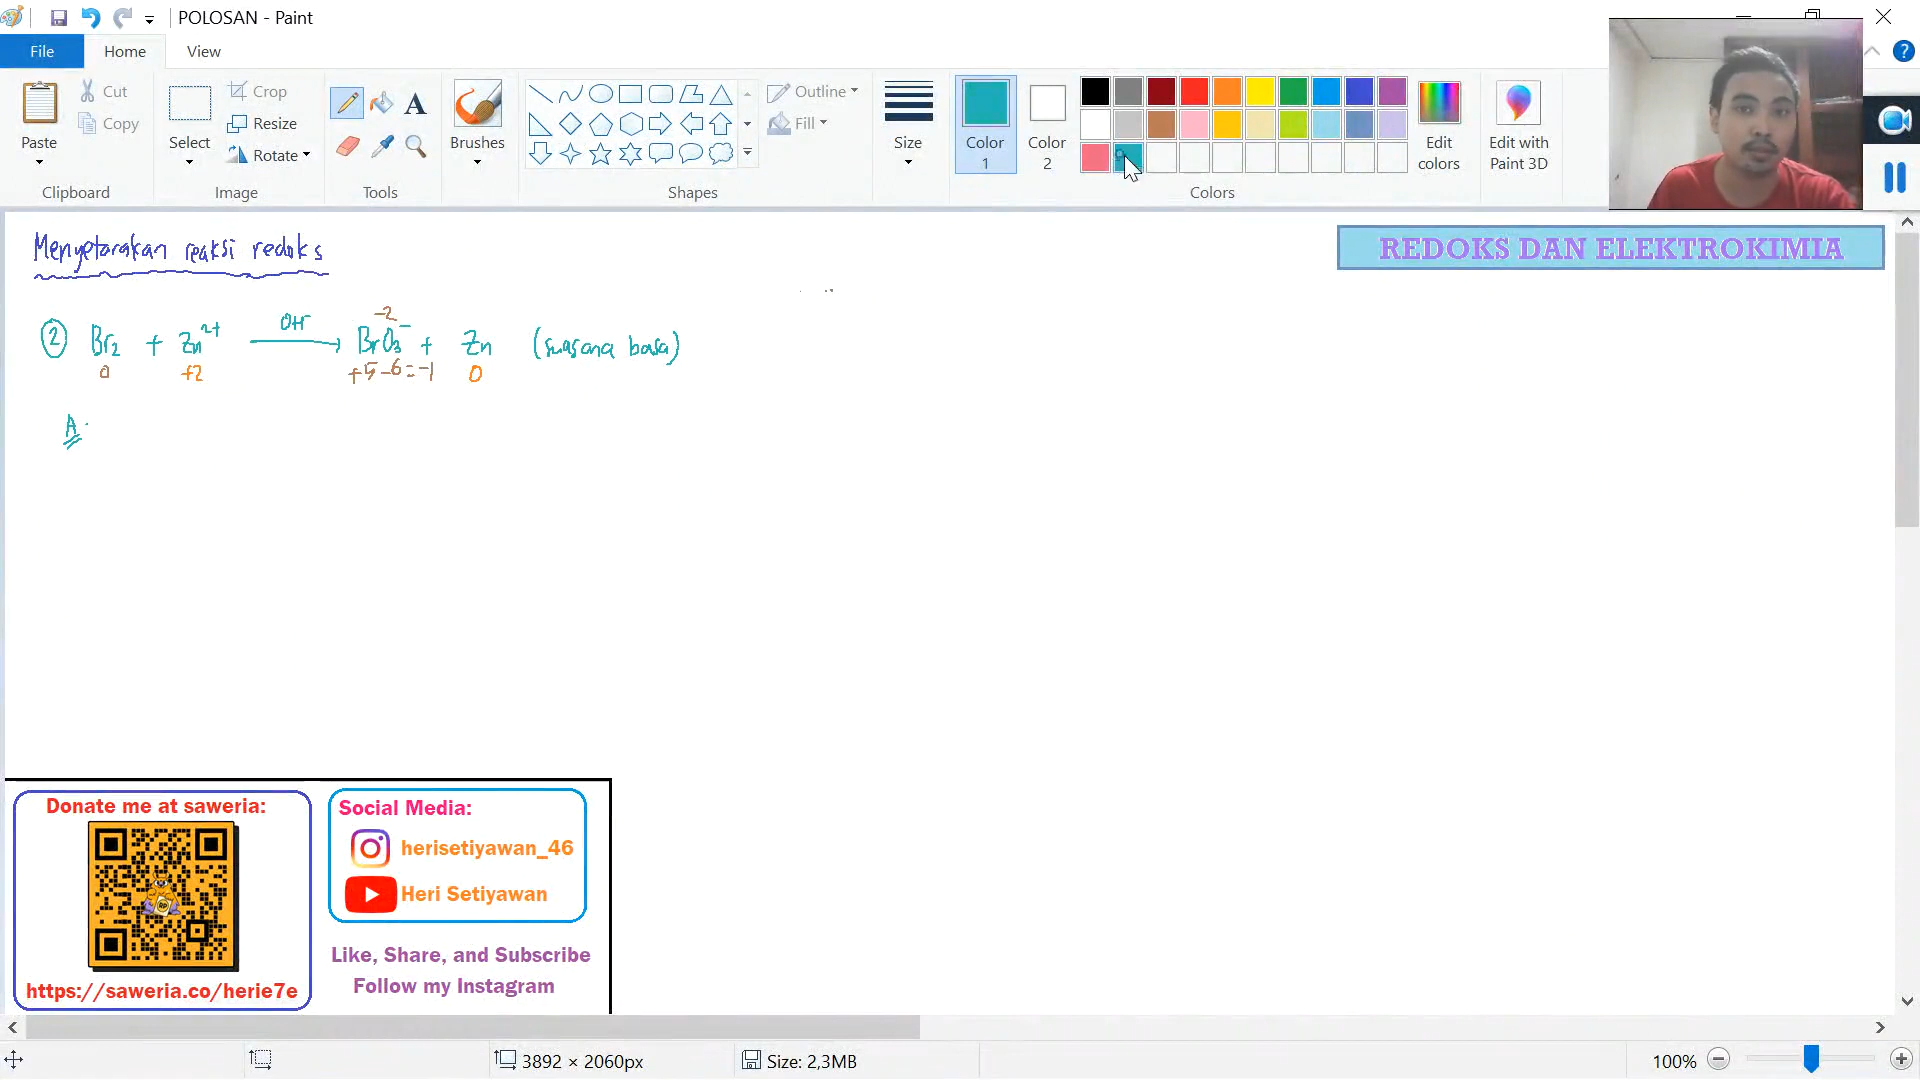 POLOSAN - Paint
File Home View
Paste Cut Copy Clipboard
Select Crop Resize Rotate Image
Tools
Brushes
Outline Fill Shapes
Size
Color 1 Color 2 Edit colors Colors
Edit with Paint 3D
Menyetarakan reaksi redoks
REDOKS DAN ELEKTROKIMIA
-2
② Br₂ + Zn²⁺ OH⁻ → BrO₃⁻ + Zn (suasana basa)
0 +2 +5-6=-1 0
A.
Donate me at saweria:
https://saweria.co/herie7e
Social Media:
herisetiyawan_46
Heri Setiyawan
Like, Share, and Subscribe
Follow my Instagram
3892 × 2060px Size: 2,3MB 100%